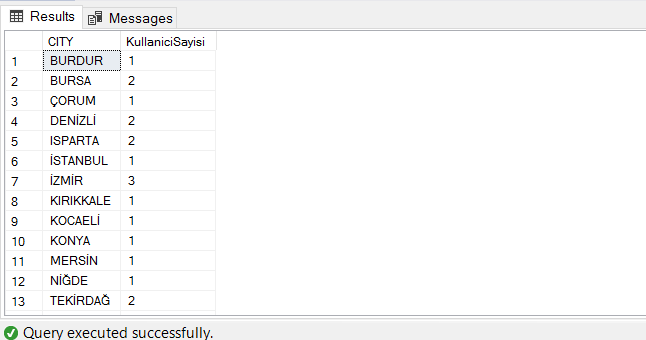 Results Messages
CITY KullaniciSayisi
1 BURDUR 1
2 BURSA 2
3 ÇORUM 1
4 DENİZLİ 2
5 ISPARTA 2
6 İSTANBUL 1
7 İZMİR 3
8 KIRIKKALE 1
9 KOCAELİ 1
10 KONYA 1
11 MERSİN 1
12 NİĞDE 1
13 TEKİRDAĞ 2
Query executed successfully.